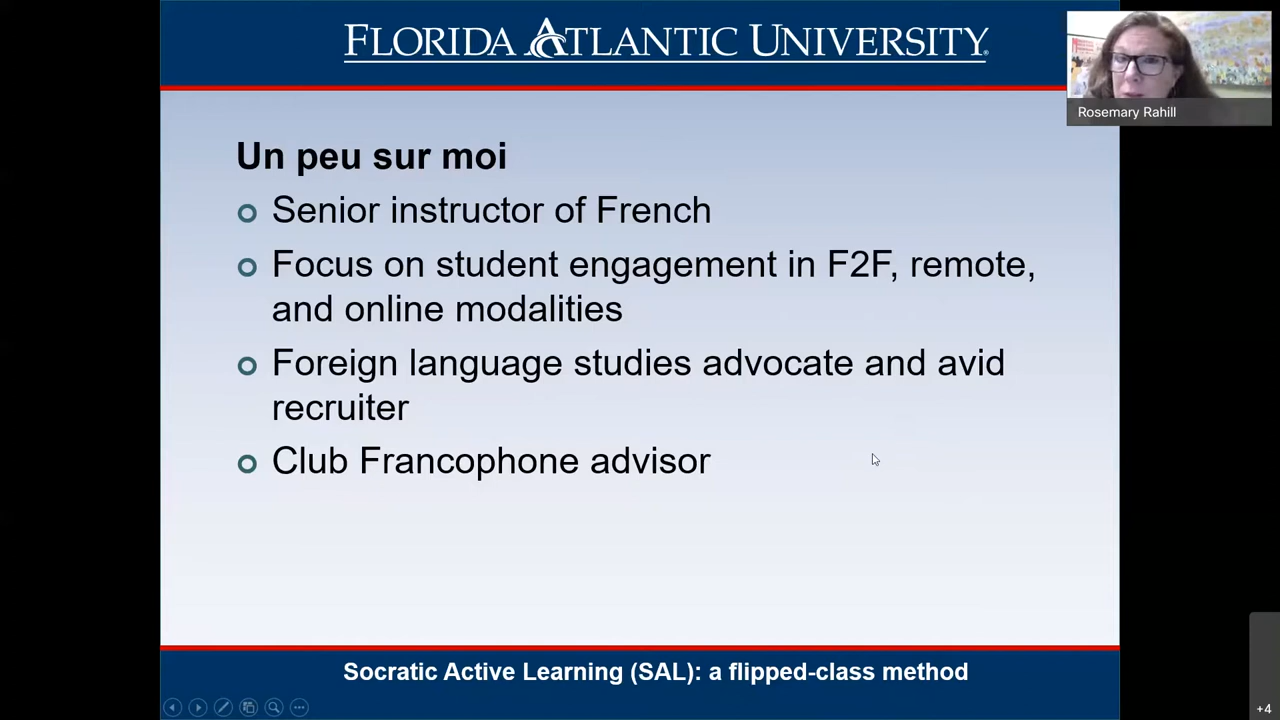 FLORIDA ATLANTIC UNIVERSITY®
Rosemary Rahill
Un peu sur moi
Senior instructor of French
Focus on student engagement in F2F, remote,
and online modalities
Foreign language studies advocate and avid
recruiter
Club Francophone advisor
Socratic Active Learning (SAL): a flipped-class method
+4